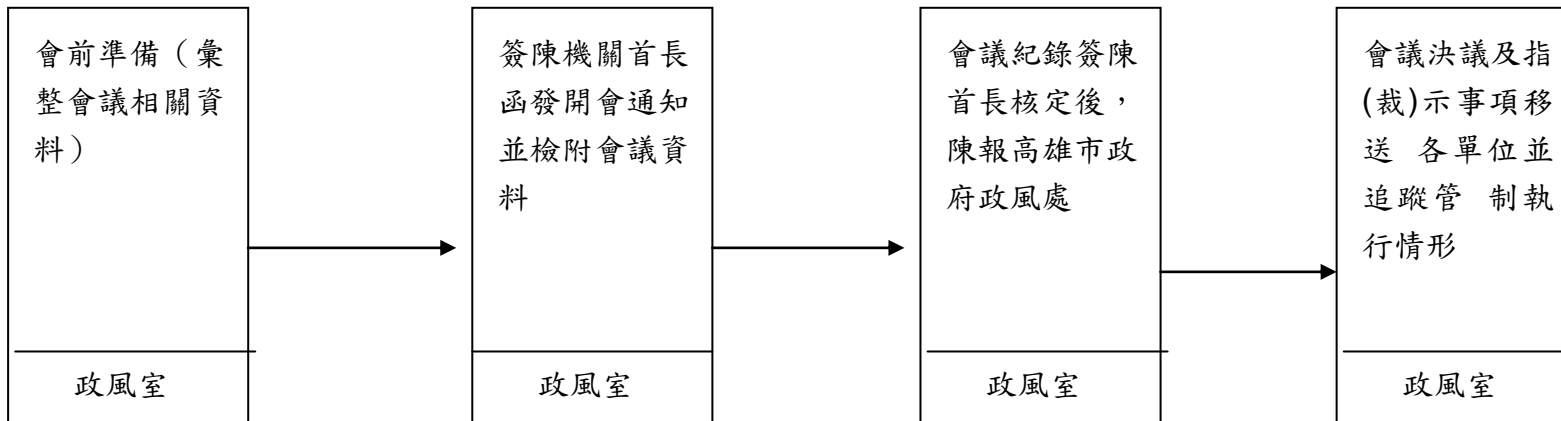 會前準備（彙
整會議相關資
料）
政風室
簽陳機關首長
函發開會通知
並檢附會議資
料
政風室
會議紀錄簽陳
首長核定後，
陳報高雄市政
府政風處
政風室
會議決議及指
(裁)示事項移
送 各單位並
追蹤管 制執
行情形
政風室